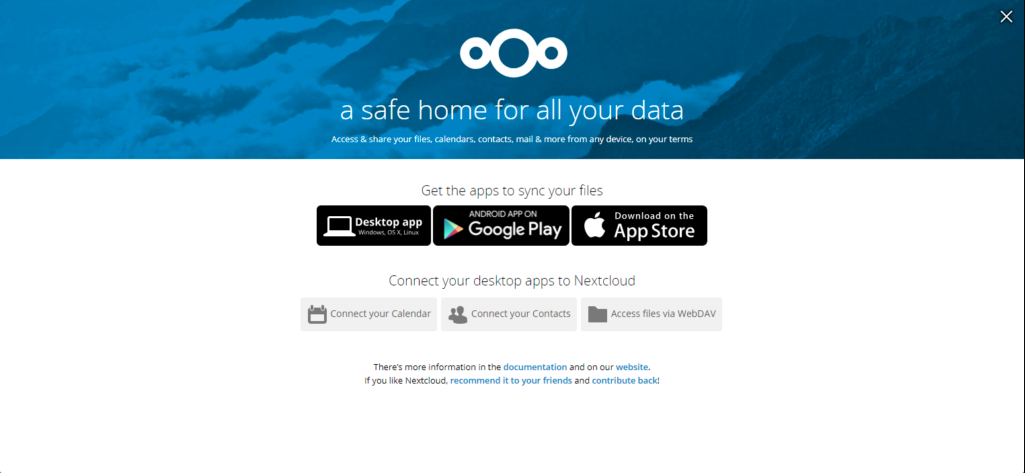 a safe home for all your data
Access & share your files, calendars, contacts, mail & more from any device, on your terms
Get the apps to sync your files
Desktop app
Windows, OS X, Linux
ANDROID APP ON
Google Play
Download on the
App Store
Connect your desktop apps to Nextcloud
Connect your Calendar
Connect your Contacts
Access files via WebDAV
There's more information in the documentation and on our website.
If you like Nextcloud, recommend it to your friends and contribute back!